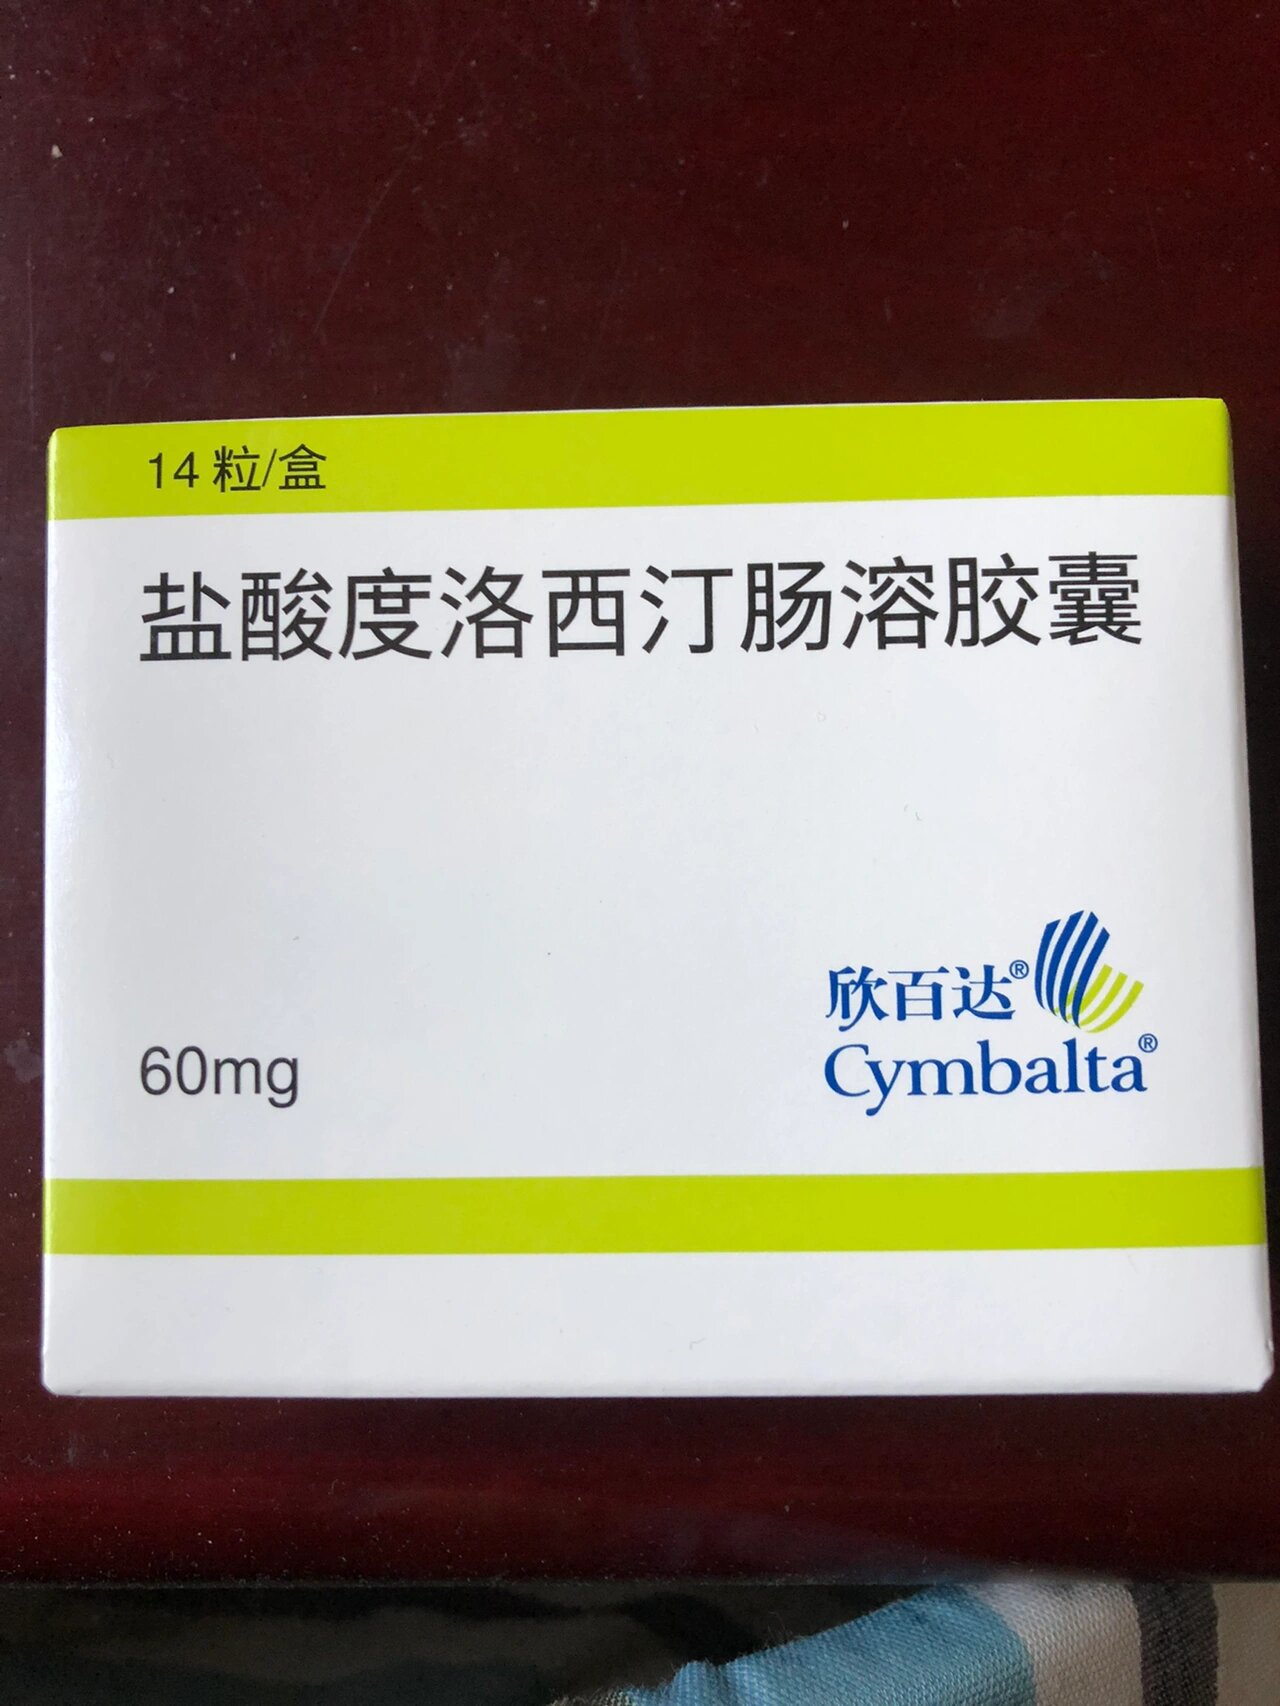 14 粒/盒
盐酸度洛西汀肠溶胶囊
欣百达®
60mg
Cymbalta®